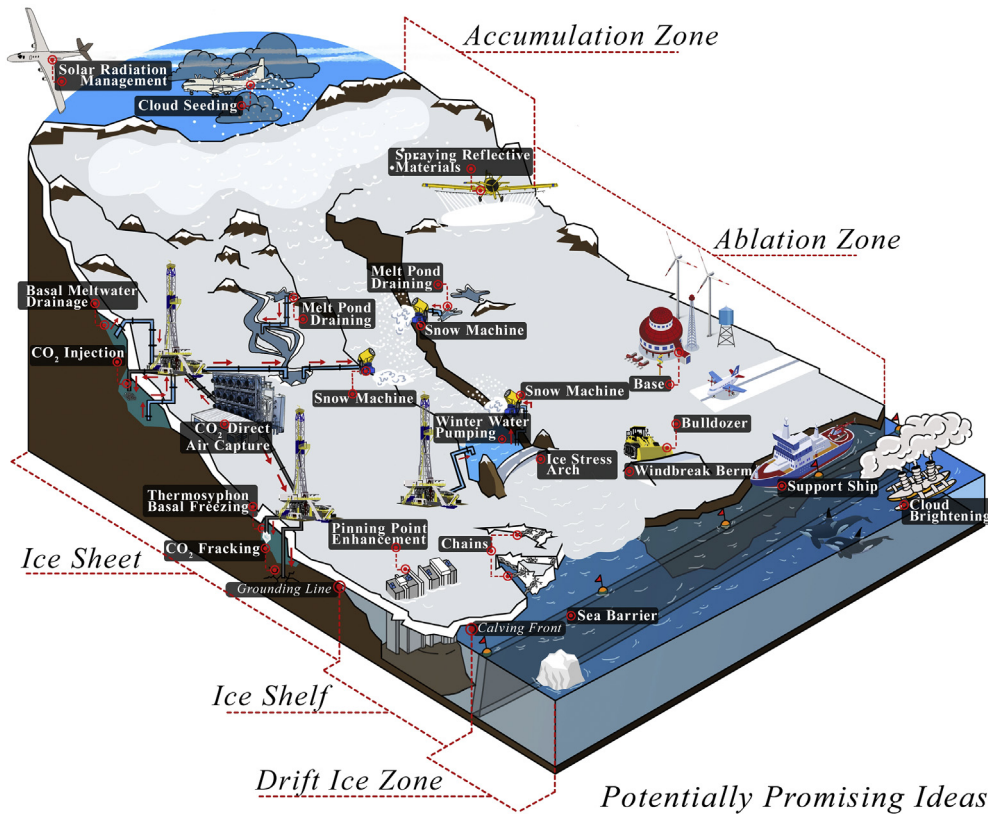 Accumulation Zone
Solar Radiation
Management
Cloud Seeding
Spraying Reflective
Materials
Ablation Zone
Basal Meltwater
Drainage
Melt Pond
Draining
Melt Pond
Draining
Snow Machine
CO₂ Injection
Base
Snow Machine
Snow Machine
CO₂ Direct
Air Capture
Winter Water
Pumping
Bulldozer
Ice Stress
Arch
Windbreak Berm
Support Ship
Cloud
Brightening
Thermosyphon
Basal Freezing
Pinning Point
Enhancement
Chains
CO₂ Fracking
Ice Sheet
Grounding Line
Sea Barrier
Calving Front
Ice Shelf
Drift Ice Zone
Potentially Promising Ideas